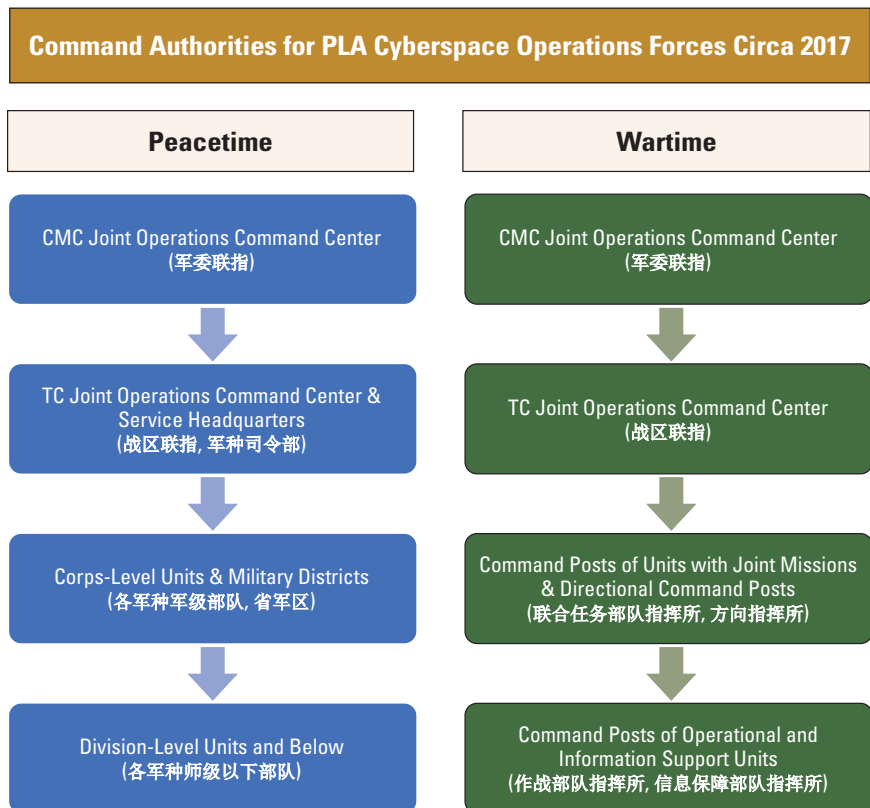 Command Authorities for PLA Cyberspace Operations Forces Circa 2017
Peacetime
CMC Joint Operations Command Center
(军委联指)
TC Joint Operations Command Center &
Service Headquarters
(战区联指, 军种司令部)
Corps-Level Units & Military Districts
(各军种军级部队, 省军区)
Division-Level Units and Below
(各军种师级以下部队)
Wartime
CMC Joint Operations Command Center
(军委联指)
TC Joint Operations Command Center
(战区联指)
Command Posts of Units with Joint Missions
& Directional Command Posts
(联合任务部队指挥所, 方向指挥所)
Command Posts of Operational and
Information Support Units
(作战部队指挥所, 信息保障部队指挥所)